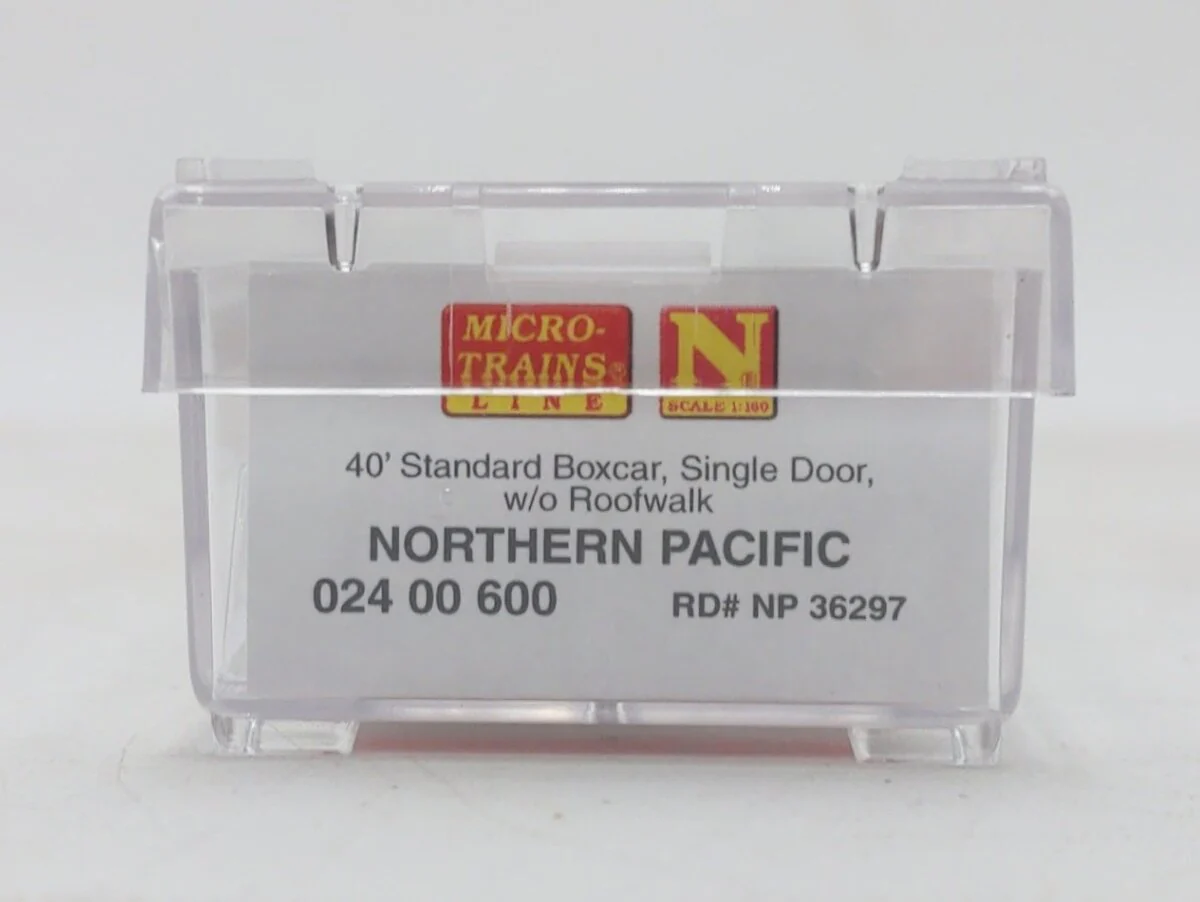 MICRO-
TRAINS®
LINE
N
SCALE 1:160
40' Standard Boxcar, Single Door,
w/o Roofwalk
NORTHERN PACIFIC
024 00 600
RD# NP 36297